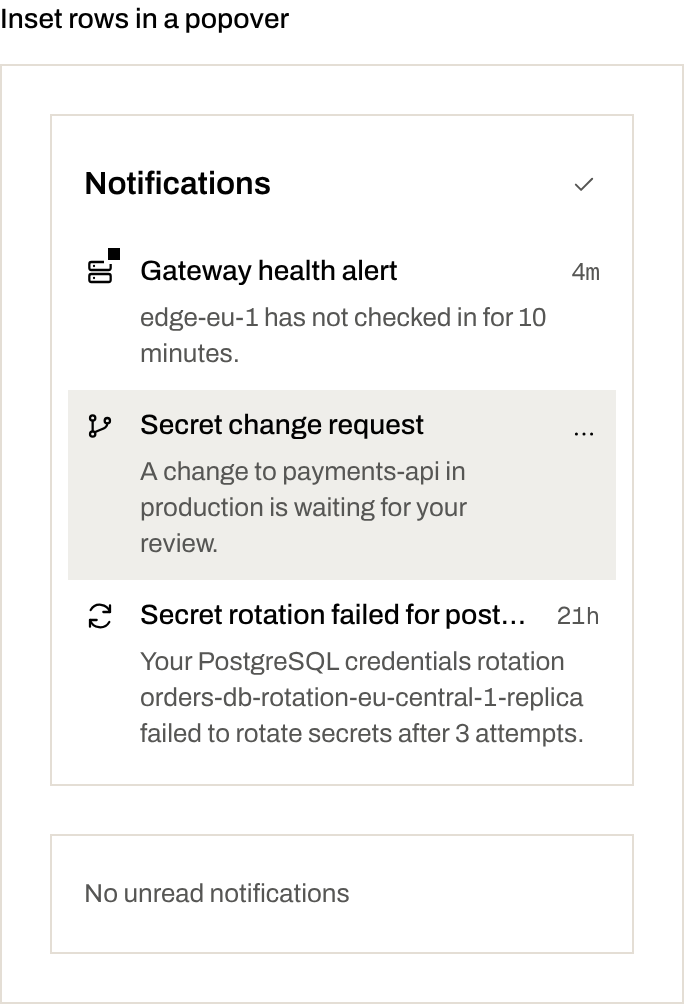 Inset rows in a popover
Notifications
Gateway health alert 4m
edge-eu-1 has not checked in for 10
minutes.
Secret change request ...
A change to payments-api in
production is waiting for your
review.
Secret rotation failed for post... 21h
Your PostgreSQL credentials rotation
orders-db-rotation-eu-central-1-replica
failed to rotate secrets after 3 attempts.
No unread notifications